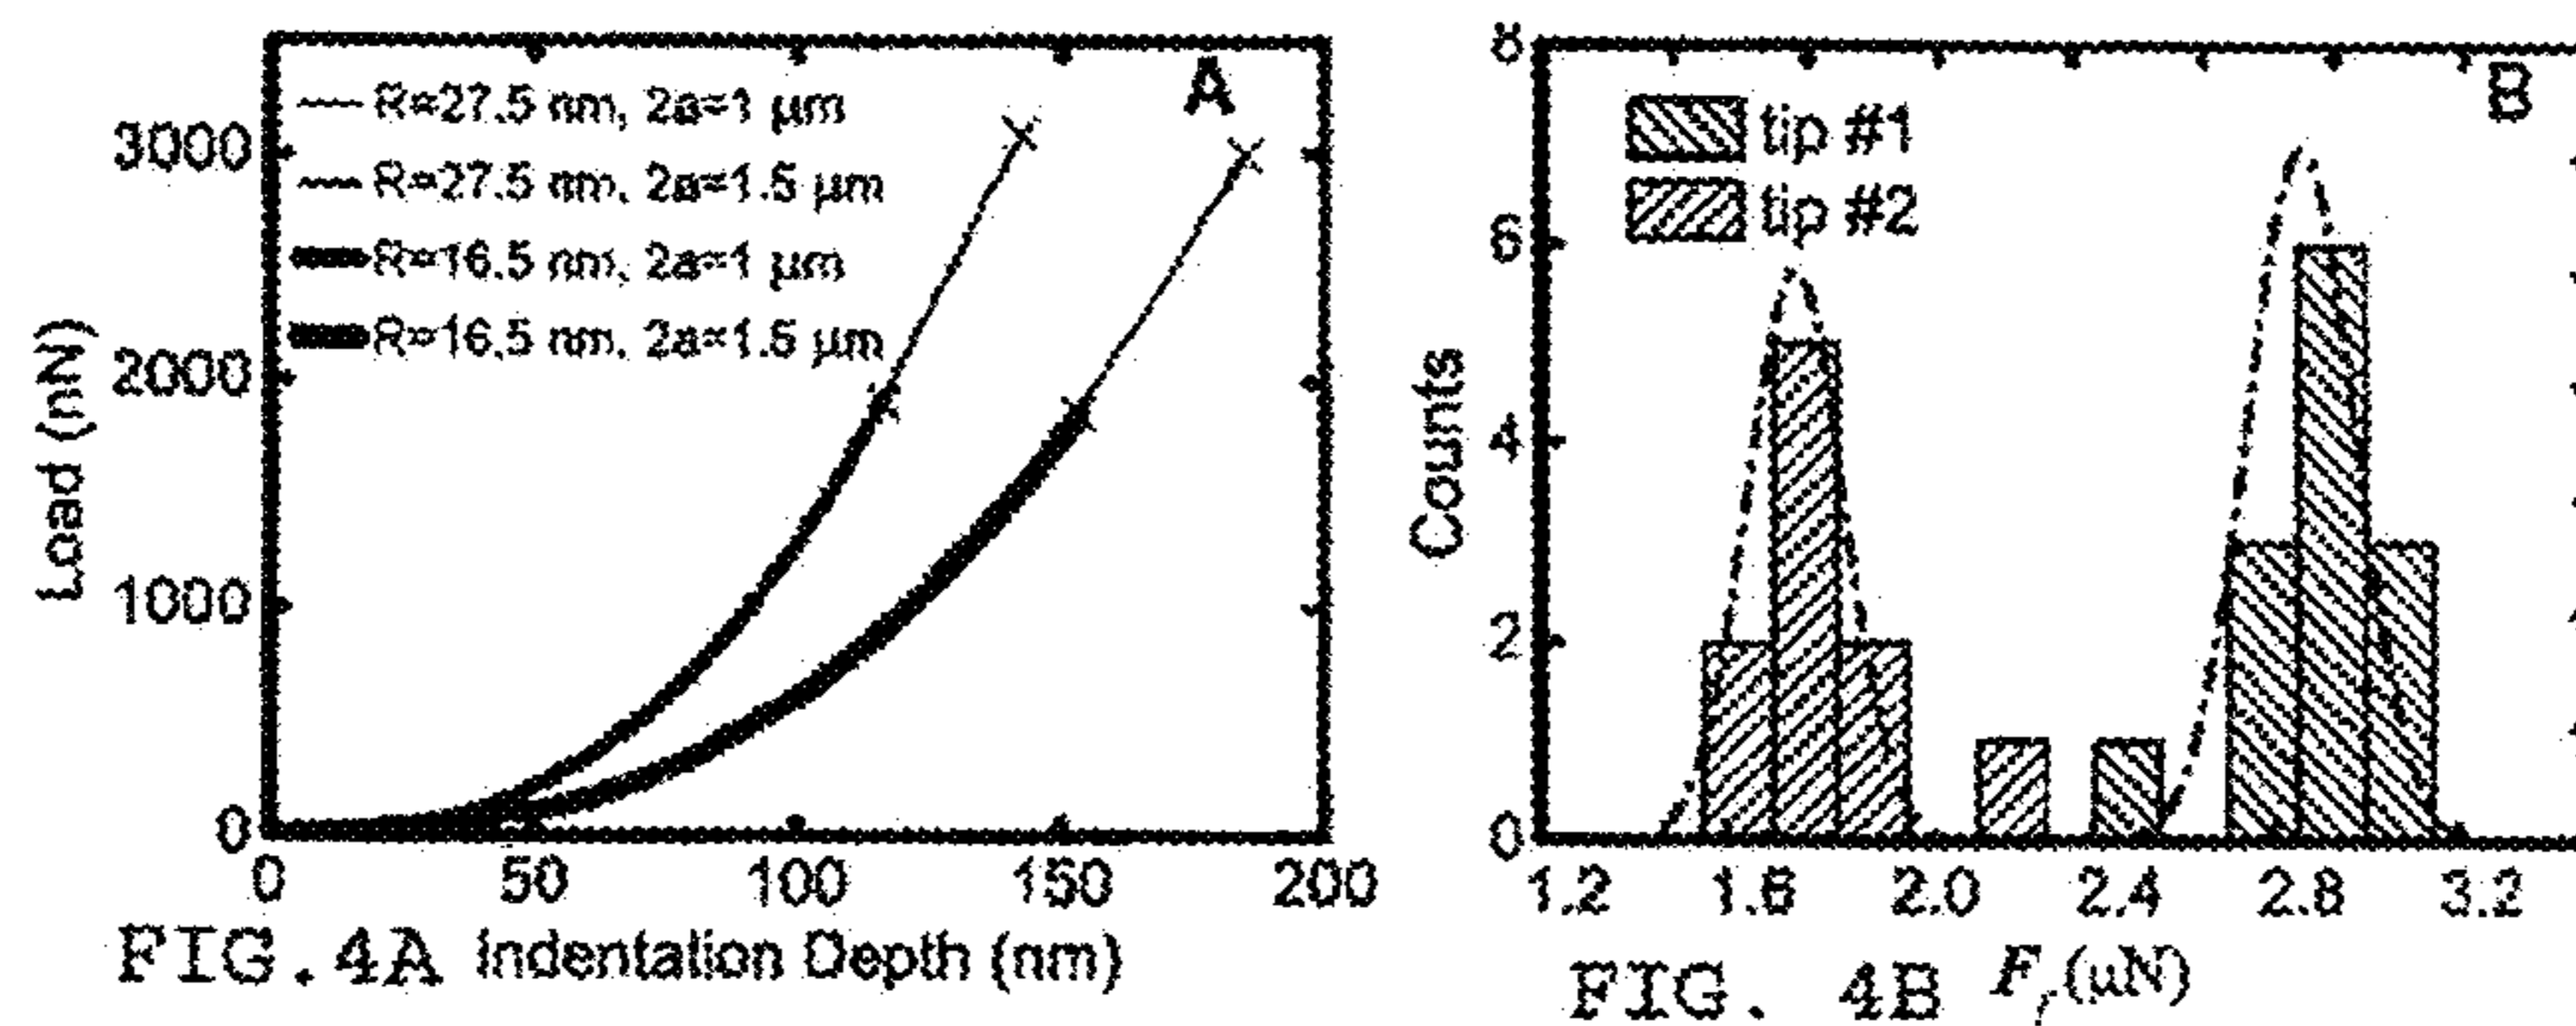 A
R=27.5 nm, 2a=1 μm
R=27.5 nm, 2a=1.5 μm
R=16.5 nm, 2a=1 μm
R=16.5 nm, 2a=1.5 μm
3000
2000
1000
0
Load (nN)
0 50 100 150 200
FIG.4A Indentation Depth (nm)
B
tip #1
tip #2
8
6
4
2
0
Counts
1.2 1.6 2.0 2.4 2.8 3.2
FIG. 4B F_f (μN)